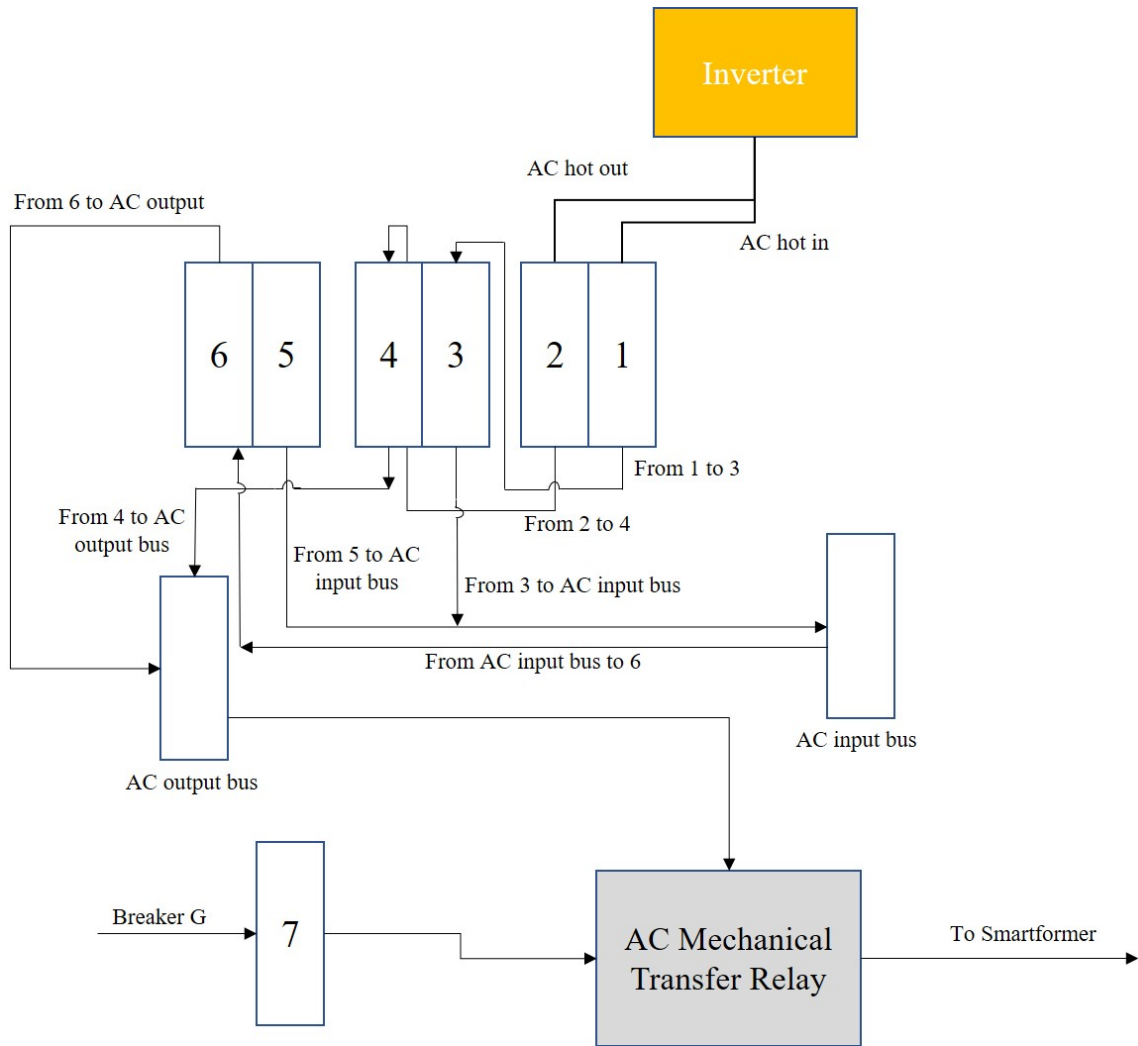 Inverter
AC hot out
From 6 to AC output
AC hot in
6
5
4
3
2
1
From 1 to 3
From 4 to AC
output bus
From 2 to 4
From 5 to AC
input bus
From 3 to AC input bus
From AC input bus to 6
AC input bus
AC output bus
Breaker G
7
AC Mechanical
Transfer Relay
To Smartformer